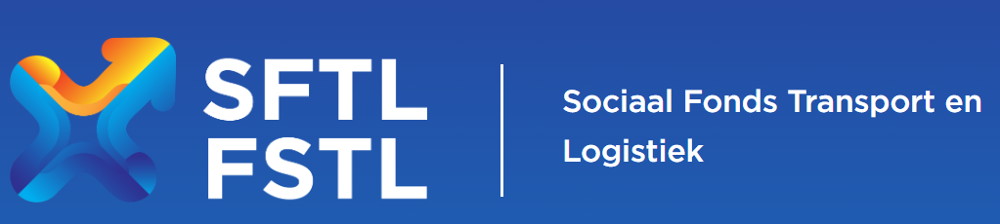 SFTL
FSTL
Sociaal Fonds Transport en
Logistiek